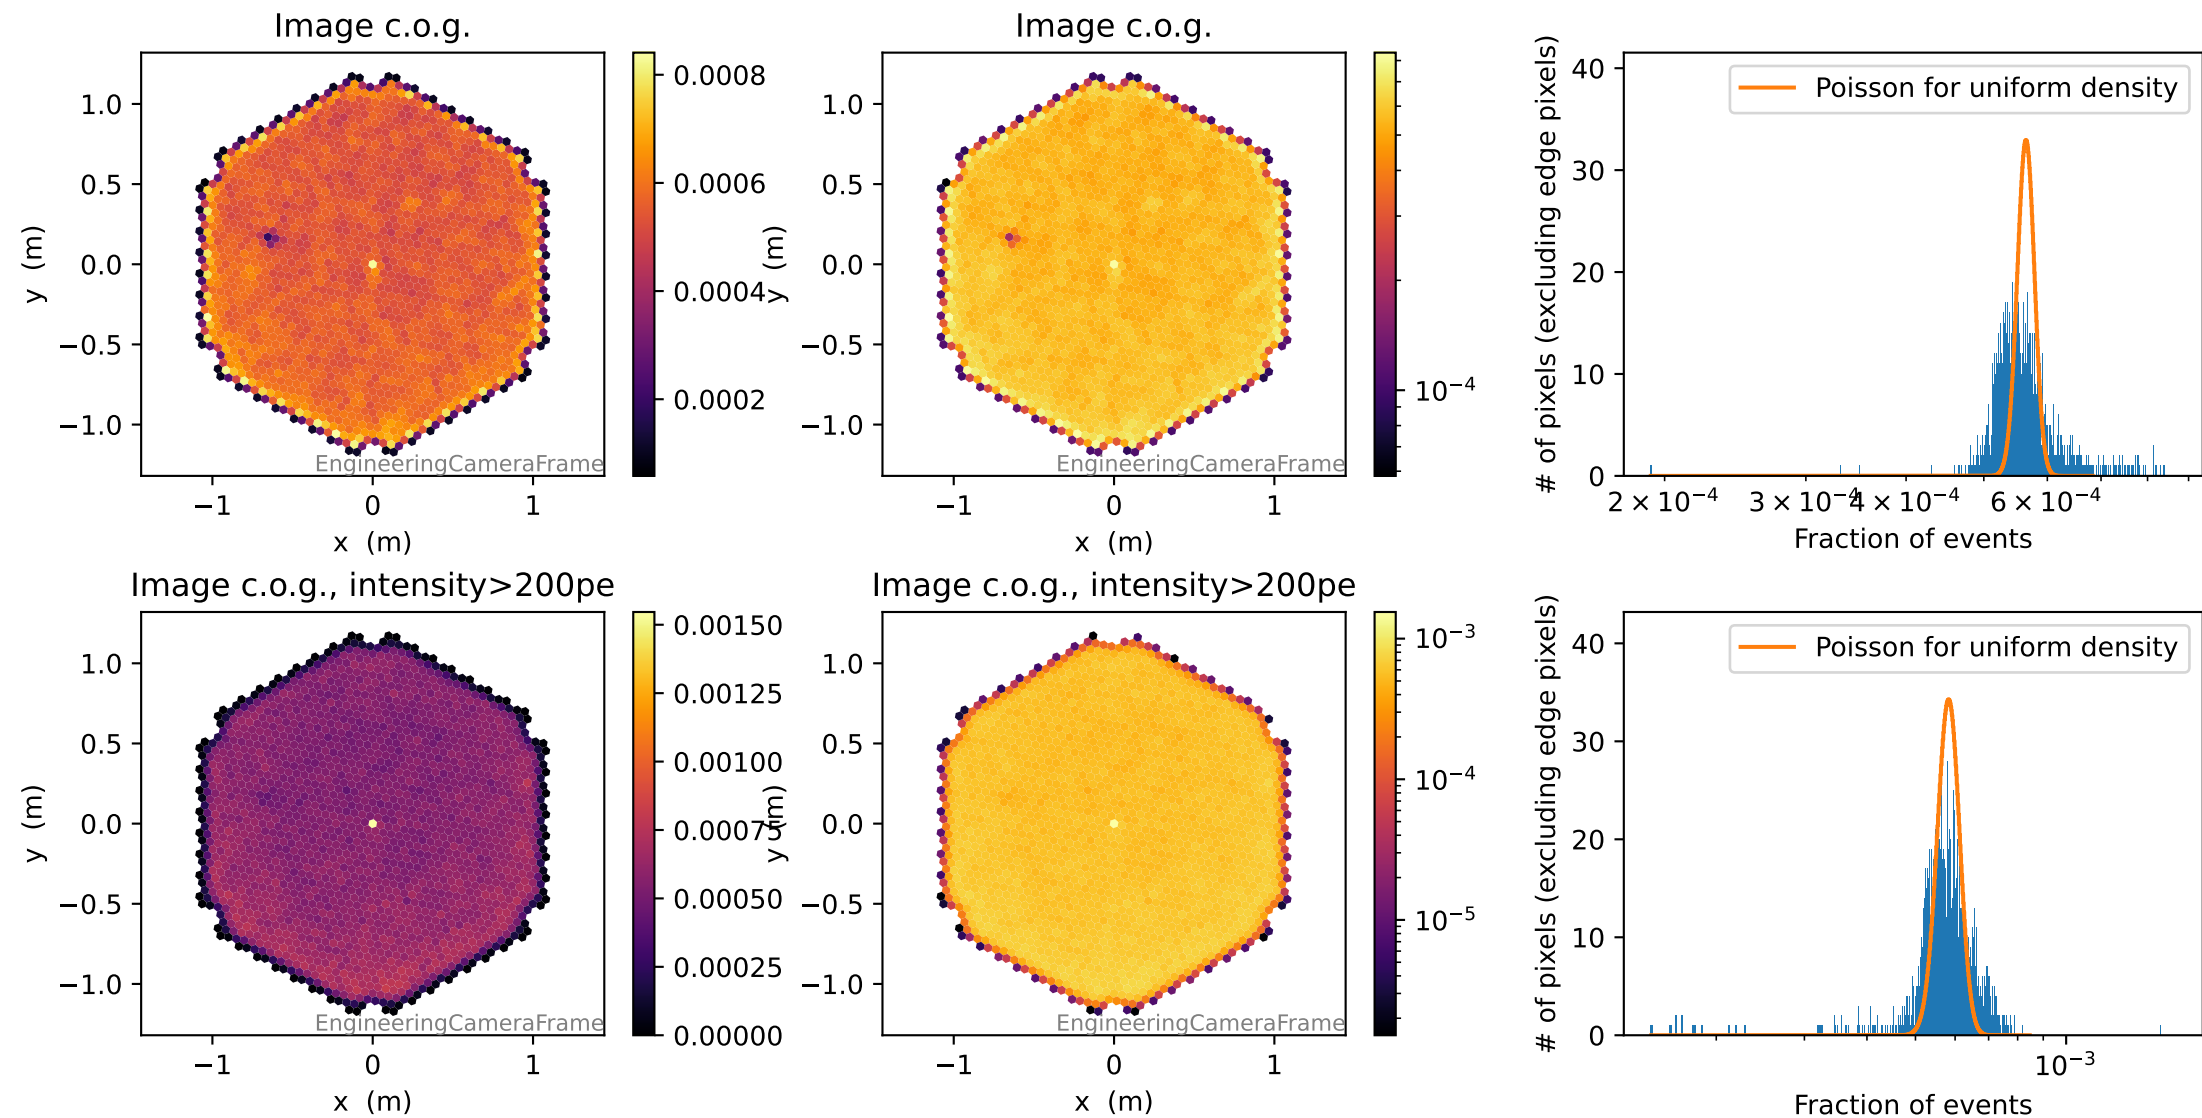 Image c.o.g.
y (m)
1.0
0.5
0.0
−0.5
−1.0
−1
0
1
x (m)
EngineeringCameraFrame
0.0008
0.0006
0.0004
0.0002
Image c.o.g.
y (m)
1.0
0.5
0.0
−0.5
−1.0
−1
0
1
x (m)
EngineeringCameraFrame
10⁻⁴
# of pixels (excluding edge pixels)
40
30
20
10
0
Poisson for uniform density
2 × 10⁻⁴
3 × 10⁻⁴
4 × 10⁻⁴
6 × 10⁻⁴
Fraction of events
Image c.o.g., intensity>200pe
y (m)
1.0
0.5
0.0
−0.5
−1.0
−1
0
1
x (m)
EngineeringCameraFrame
0.00150
0.00125
0.00100
0.00075
0.00050
0.00025
0.00000
Image c.o.g., intensity>200pe
y (m)
1.0
0.5
0.0
−0.5
−1.0
−1
0
1
x (m)
EngineeringCameraFrame
10⁻³
10⁻⁴
10⁻⁵
# of pixels (excluding edge pixels)
40
30
20
10
0
Poisson for uniform density
10⁻³
Fraction of events